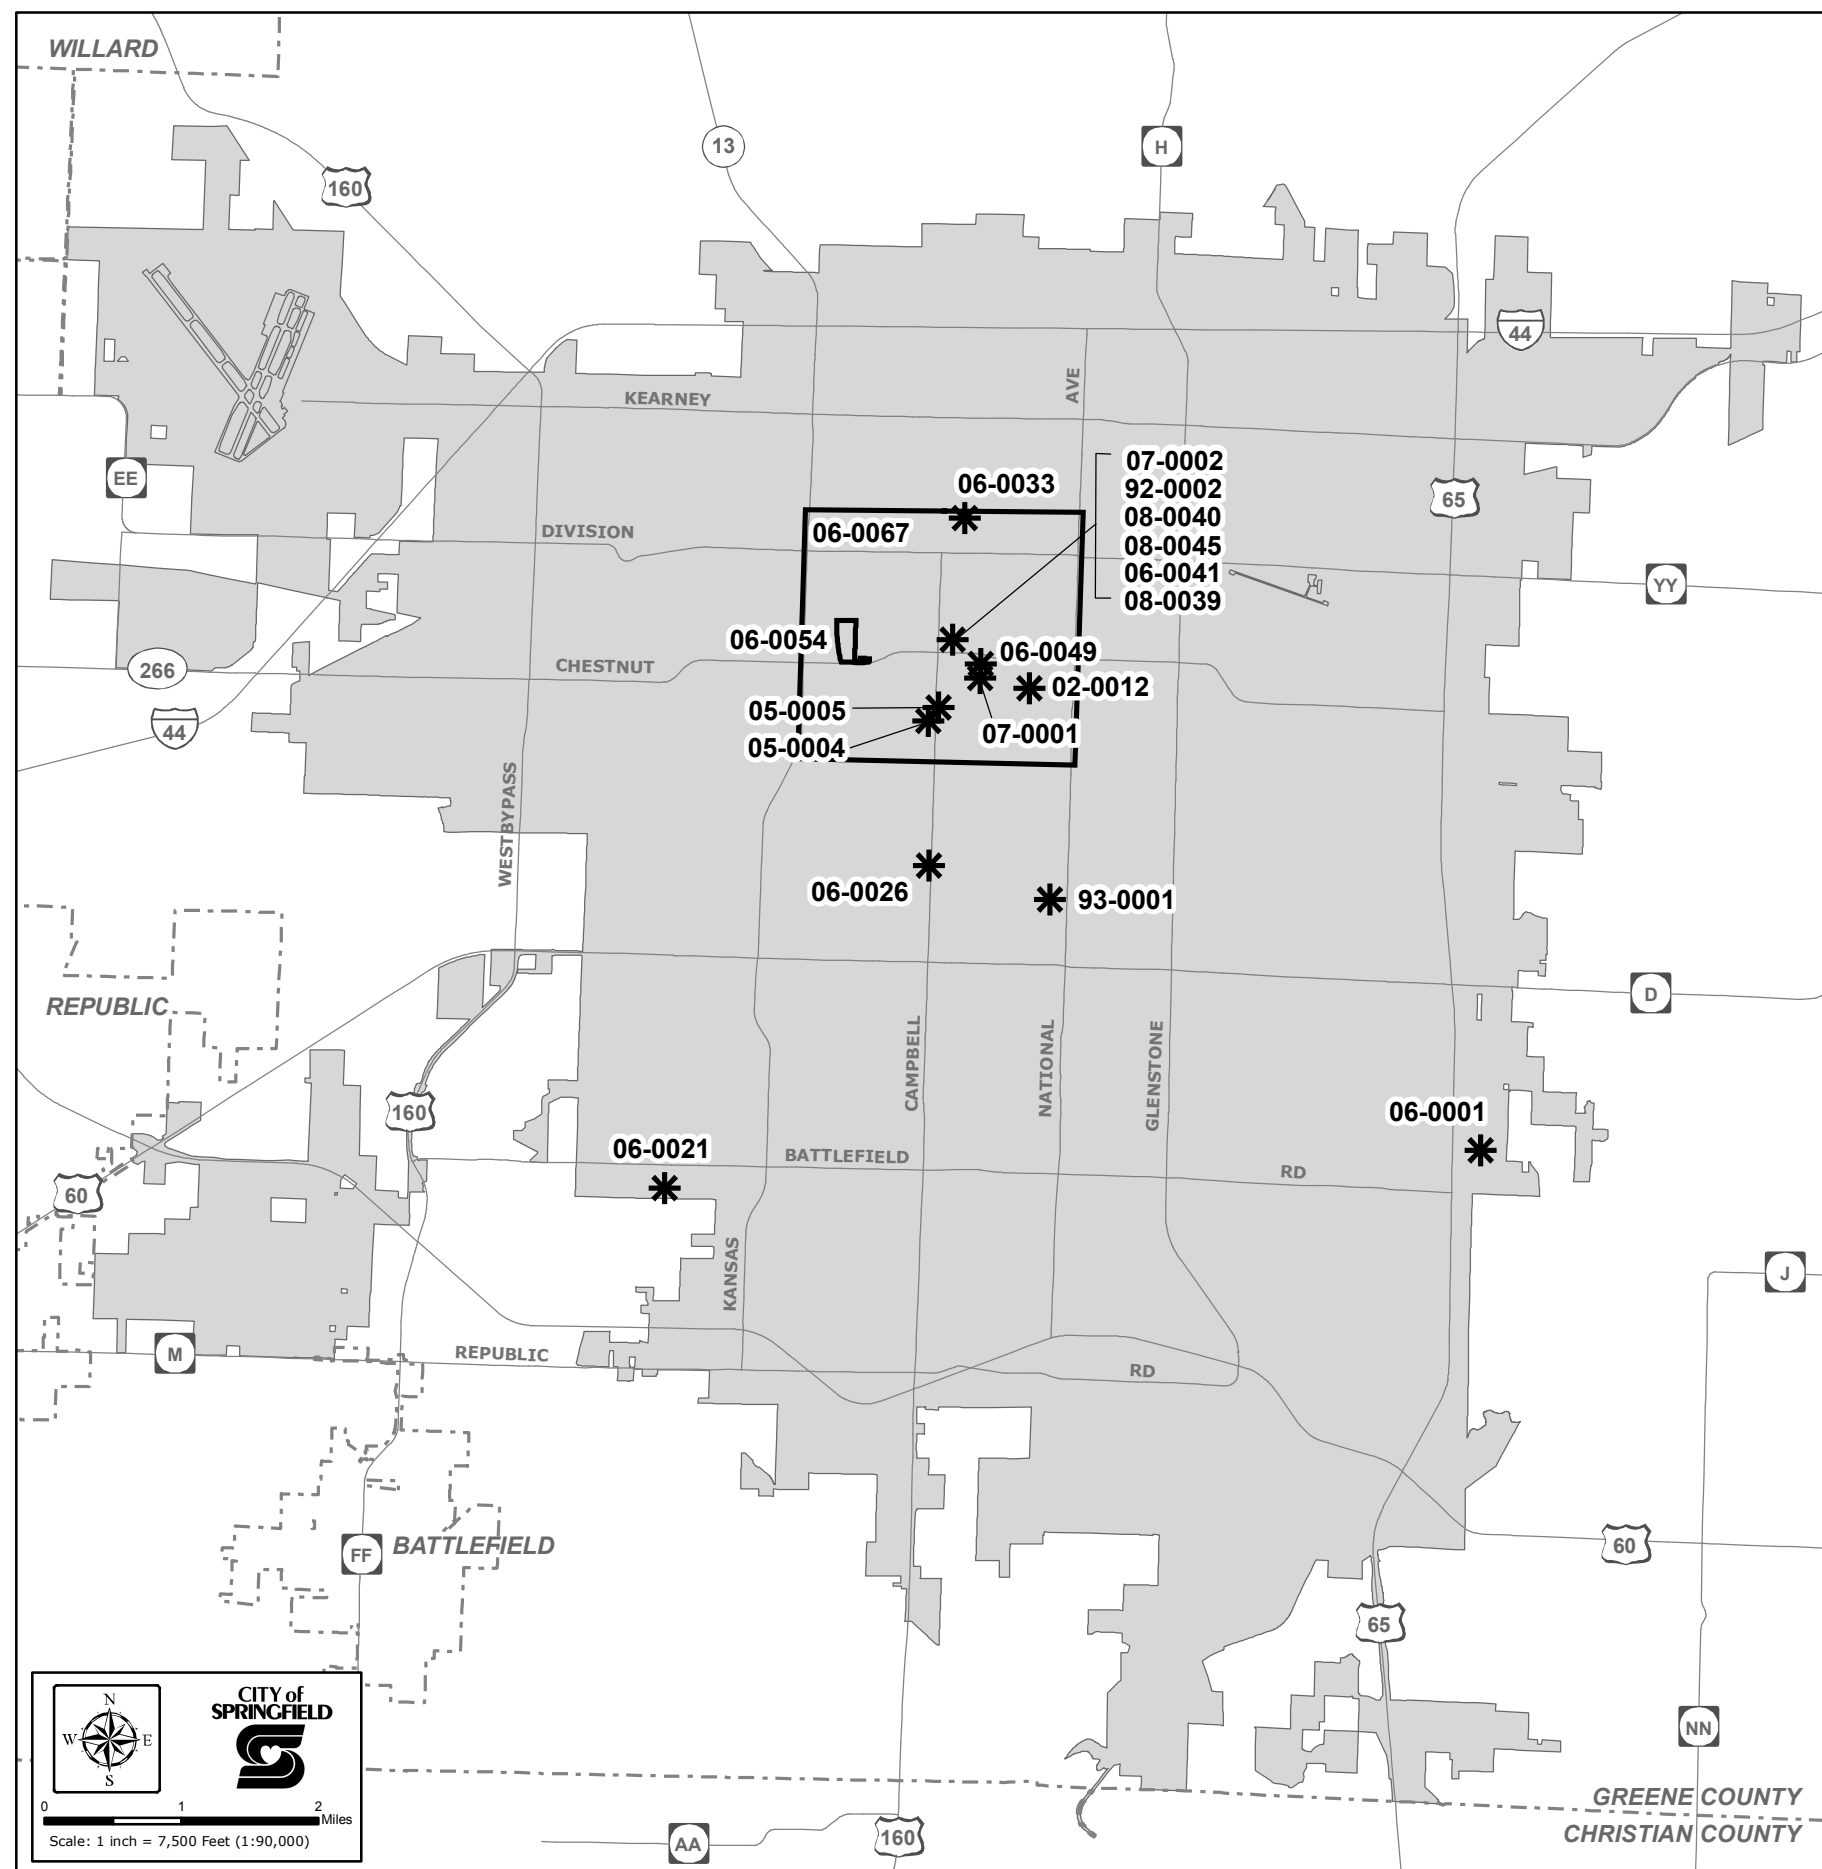 WILLARD
13
H
160
44
KEARNEY
AVE
07-0002
92-0002
08-0040
08-0045
06-0041
08-0039
EE
06-0033
65
DIVISION
06-0067
YY
06-0054
06-0049
CHESTNUT
266
02-0012
05-0005
44
07-0001
05-0004
WESTBYPASS
06-0026
93-0001
REPUBLIC
D
CAMPBELL
NATIONAL
GLENSTONE
160
06-0001
06-0021
BATTLEFIELD
RD
60
KANSAS
J
M
REPUBLIC
RD
BATTLEFIELD
FF
60
65
NN
N
W
E
S
CITY of
SPRINGFIELD
0 1 2
Miles
Scale: 1 inch = 7,500 Feet (1:90,000)
GREENE COUNTY
CHRISTIAN COUNTY
AA
160